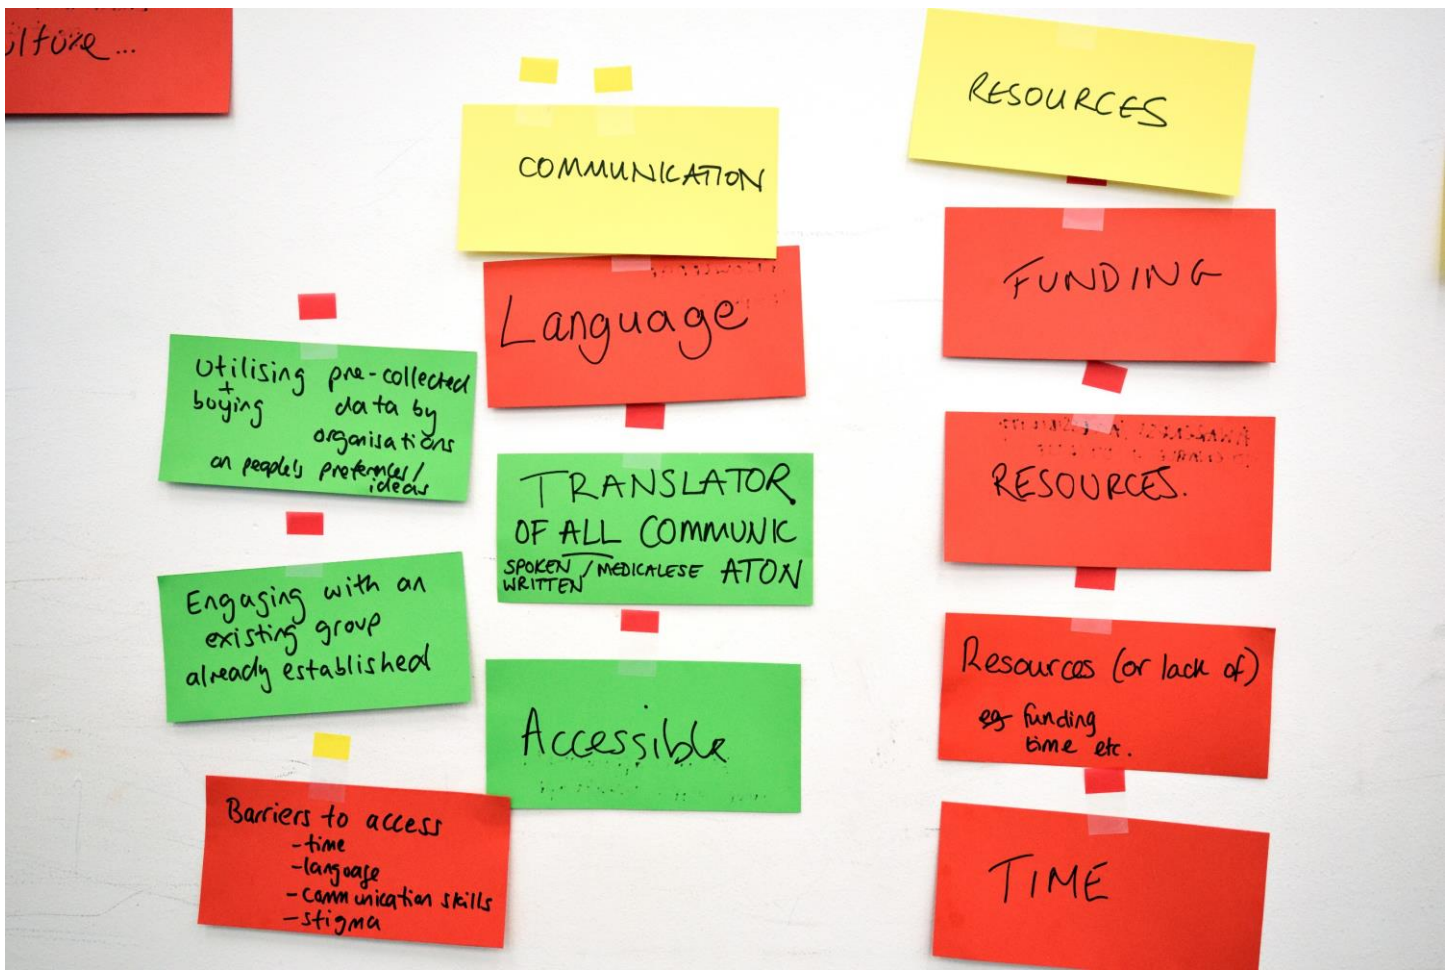 COMMUNICATION
RESOURCES
Language
FUNDING
Utilising pre-collected
+
buying data by
organisations
on people's preferences/
ideas
TRANSLATOR
OF ALL COMMUNIC
SPOKEN / MEDICALESE ATON
WRITTEN
RESOURCES.
Engaging with an
existing group
already established
Accessible
Resources (or lack of)
eg funding
time etc.
Barriers to access
-time
-language
-communication skills
-stigma
TIME